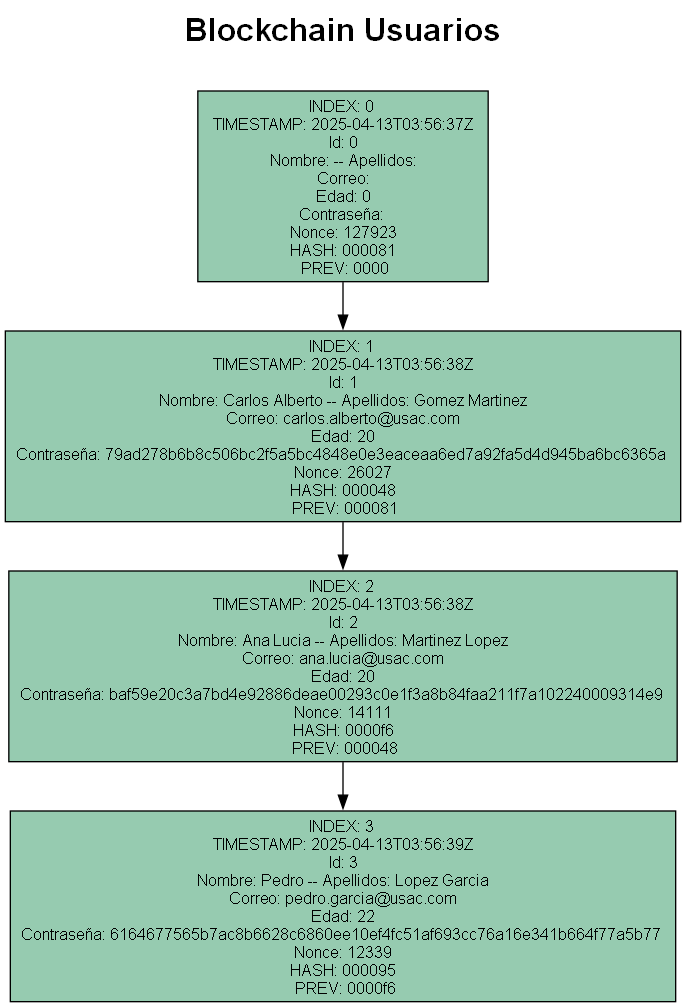 Blockchain Usuarios
INDEX: 0
TIMESTAMP: 2025-04-13T03:56:37Z
Id: 0
Nombre: -- Apellidos:
Correo:
Edad: 0
Contraseña:
Nonce: 127923
HASH: 000081
PREV: 0000
INDEX: 1
TIMESTAMP: 2025-04-13T03:56:38Z
Id: 1
Nombre: Carlos Alberto -- Apellidos: Gomez Martinez
Correo: carlos.alberto@usac.com
Edad: 20
Contraseña: 79ad278b6b8c506bc2f5a5bc4848e0e3eaceaa6ed7a92fa5d4d945ba6bc6365a
Nonce: 26027
HASH: 000048
PREV: 000081
INDEX: 2
TIMESTAMP: 2025-04-13T03:56:38Z
Id: 2
Nombre: Ana Lucia -- Apellidos: Martinez Lopez
Correo: ana.lucia@usac.com
Edad: 20
Contraseña: baf59e20c3a7bd4e92886deae00293c0e1f3a8b84faa211f7a102240009314e9
Nonce: 14111
HASH: 0000f6
PREV: 000048
INDEX: 3
TIMESTAMP: 2025-04-13T03:56:39Z
Id: 3
Nombre: Pedro -- Apellidos: Lopez Garcia
Correo: pedro.garcia@usac.com
Edad: 22
Contraseña: 6164677565b7ac8b6628c6860ee10ef4fc51af693cc76a16e341b664f77a5b77
Nonce: 12339
HASH: 000095
PREV: 0000f6